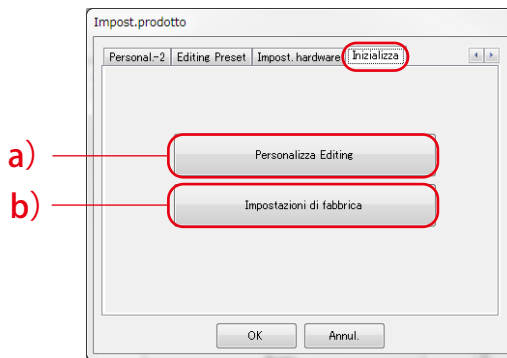 Impost.prodotto
Personal.-2 Editing Preset Impost. hardware Inizializza
a) Personalizza Editing
b) Impostazioni di fabbrica
OK Annul.